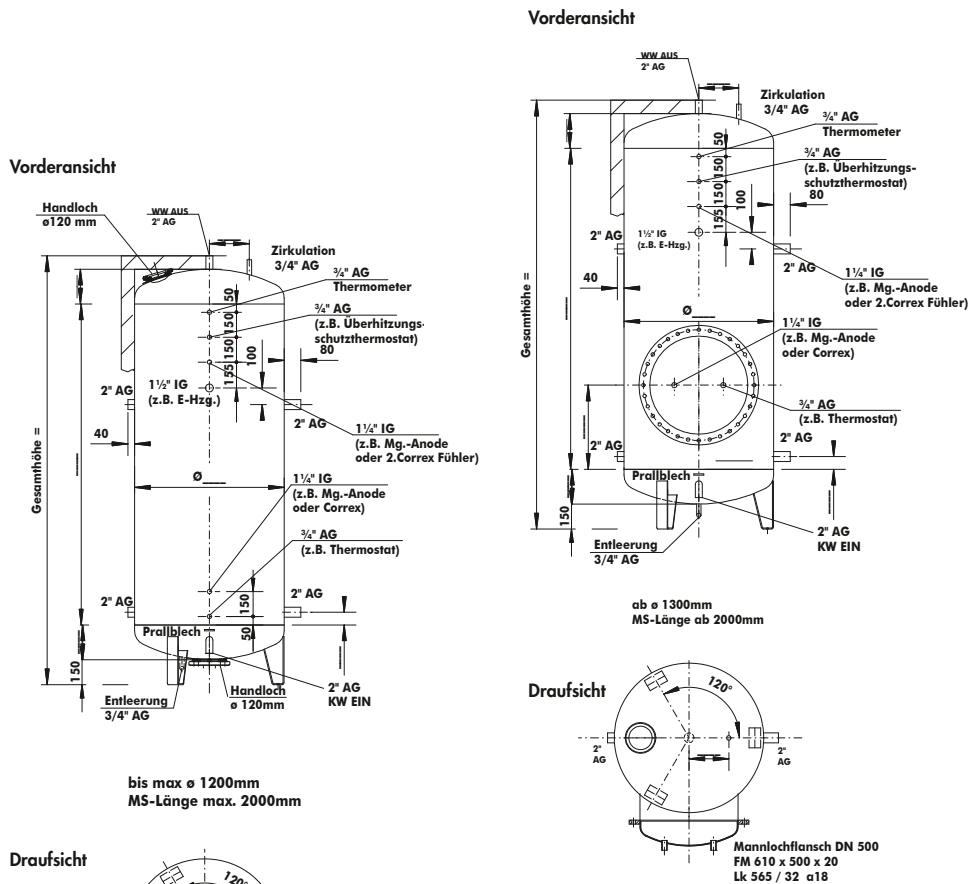 Vorderansicht
Handloch
ø120 mm
WW AUS
2" AG
Zirkulation
3/4" AG
¾" AG
Thermometer
¾" AG
(z.B. Überhitzungs-
schutzthermostat)
50
150
150
155
100
80
2" AG
1½" IG
(z.B. E-Hzg.)
2" AG
40
1¼" IG
(z.B. Mg.-Anode
oder 2.Correx Fühler)
Gesamthöhe =
Ø
1¼" IG
(z.B. Mg.-Anode
oder Correx)
¾" AG
(z.B. Thermostat)
2" AG
150
2" AG
50
Prallblech
150
Entleerung
3/4" AG
Handloch
ø 120mm
2" AG
KW EIN
bis max ø 1200mm
MS-Länge max. 2000mm
Draufsicht
120°
Vorderansicht
WW AUS
2" AG
Zirkulation
3/4" AG
¾" AG
Thermometer
¾" AG
(z.B. Überhitzungs-
schutzthermostat)
50
150
150
155
100
80
2" AG
1½" IG
(z.B. E-Hzg.)
2" AG
40
1¼" IG
(z.B. Mg.-Anode
oder 2.Correx Fühler)
Gesamthöhe =
Ø
1¼" IG
(z.B. Mg.-Anode
oder Correx)
¾" AG
(z.B. Thermostat)
2" AG
2" AG
Prallblech
150
Entleerung
3/4" AG
2" AG
KW EIN
ab ø 1300mm
MS-Länge ab 2000mm
Draufsicht
120°
2"
AG
2"
AG
Mannlochflansch DN 500
FM 610 x 500 x 20
Lk 565 / 32 a18